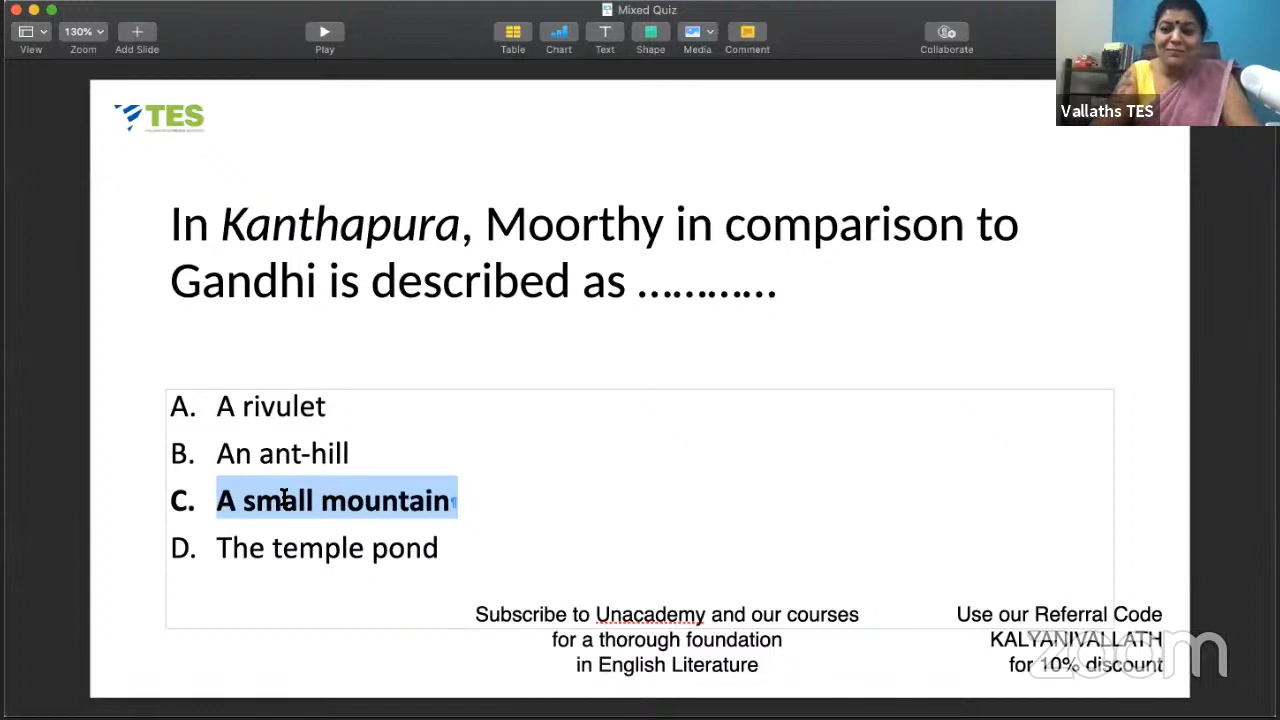 Mixed Quiz
130%
View Zoom Add Slide Play Table Chart Text Shape Media Comment Collaborate
Vallaths TES
TES
In Kanthapura, Moorthy in comparison to
Gandhi is described as …………
A. A rivulet
B. An ant-hill
C. A small mountain
D. The temple pond
Subscribe to Unacademy and our courses
for a thorough foundation
in English Literature
Use our Referral Code
KALYANIVALLATH
for 10% discount
zoom